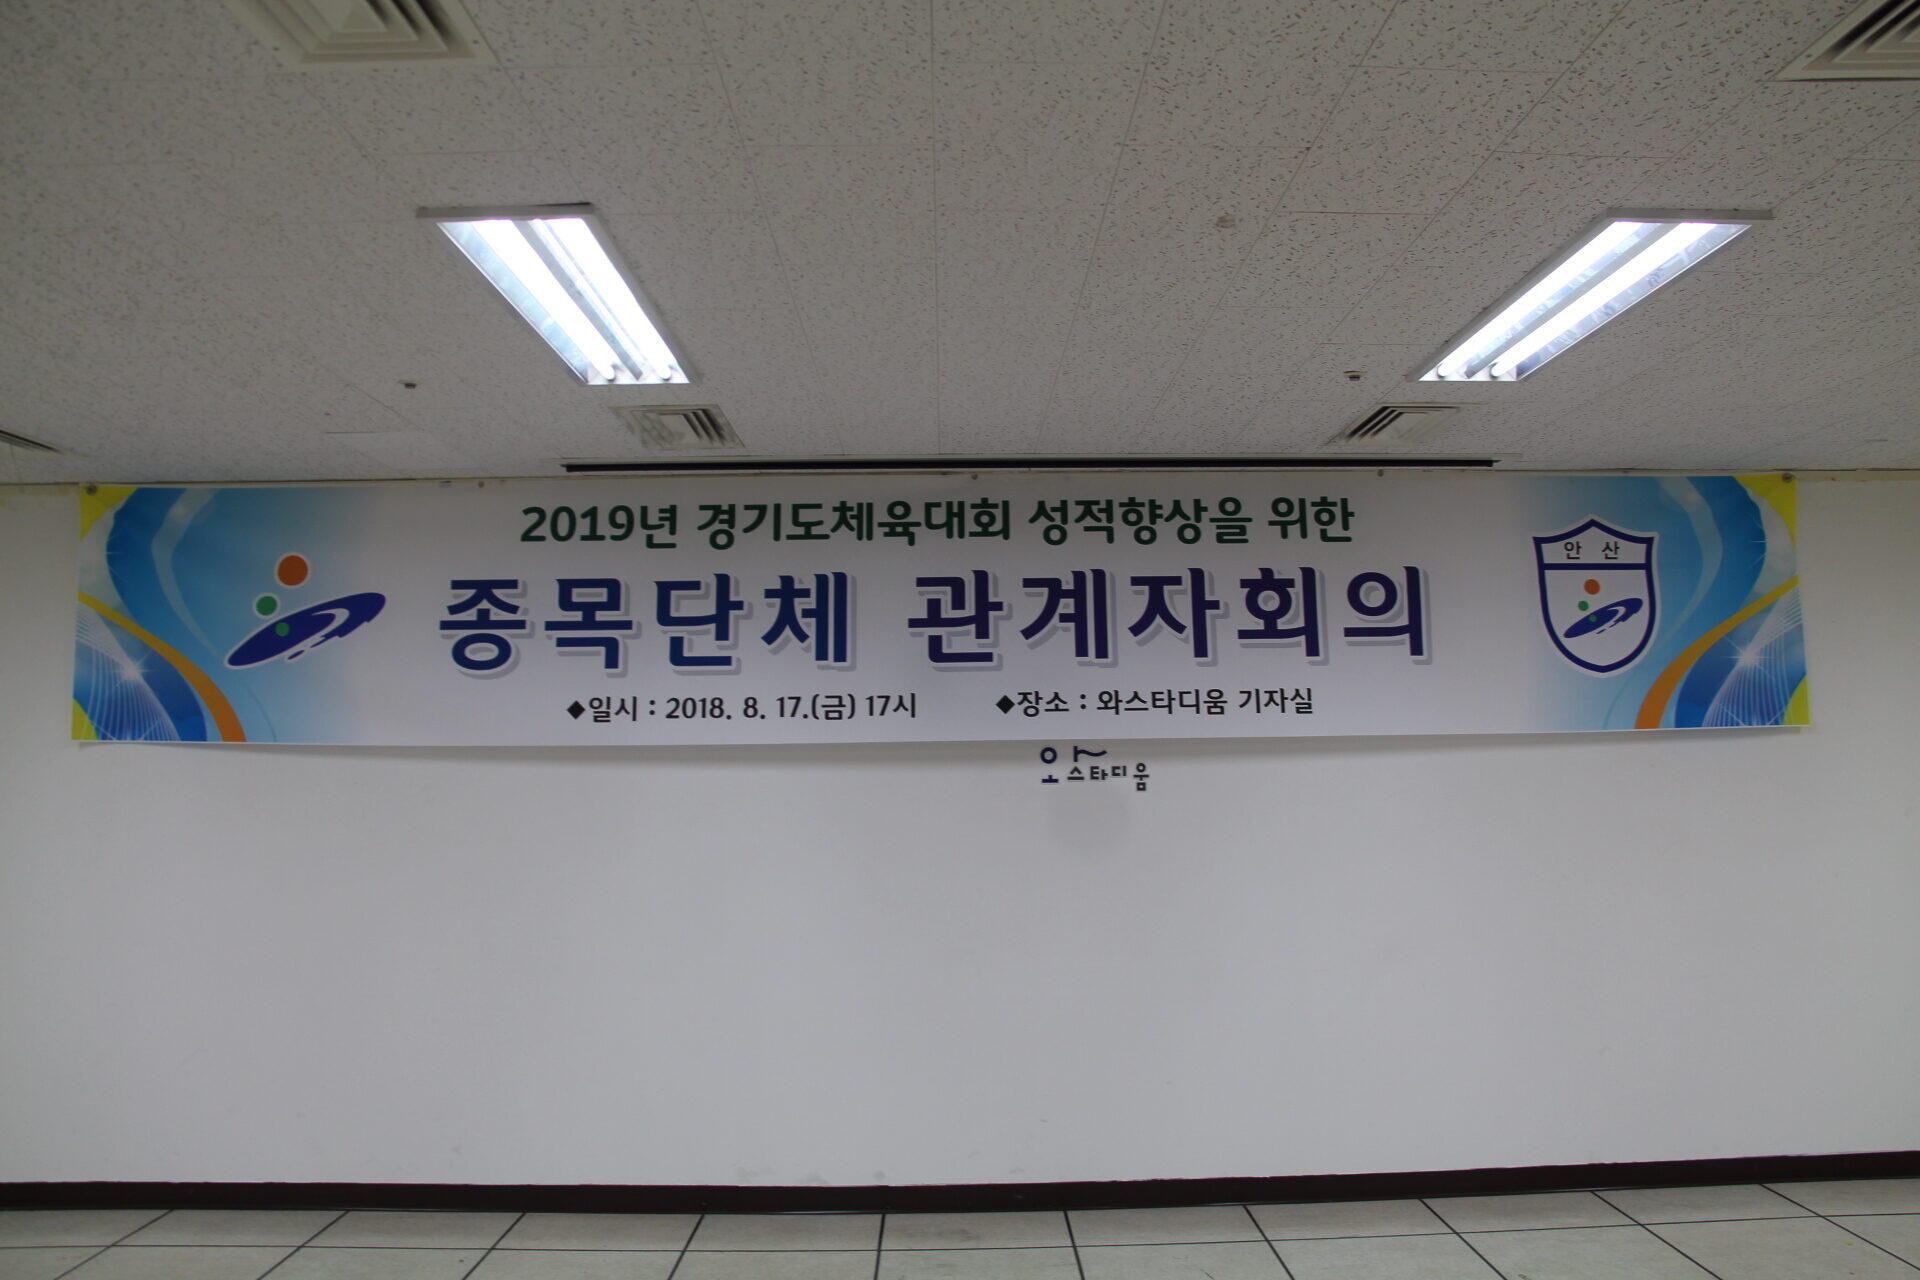 2019년 경기도체육대회 성적향상을 위한
종목단체 관계자회의
안 산
◆일시 : 2018. 8. 17.(금) 17시 ◆장소 : 와스타디움 기자실
와스타디움